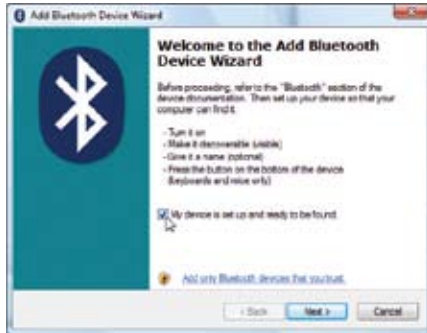 Add Bluetooth Device Wizard
Welcome to the Add Bluetooth
Device Wizard
Before proceeding, refer to the "Bluetooth" section of the
device documentation. Then set up your device so that your
computer can find it:
- Turn it on
- Make it discoverable (visible)
- Give it a name (optional)
- Press the button on the bottom of the device
(keyboards and mice only)
My device is set up and ready to be found.
Add only Bluetooth devices that you trust.
< Back
Next >
Cancel